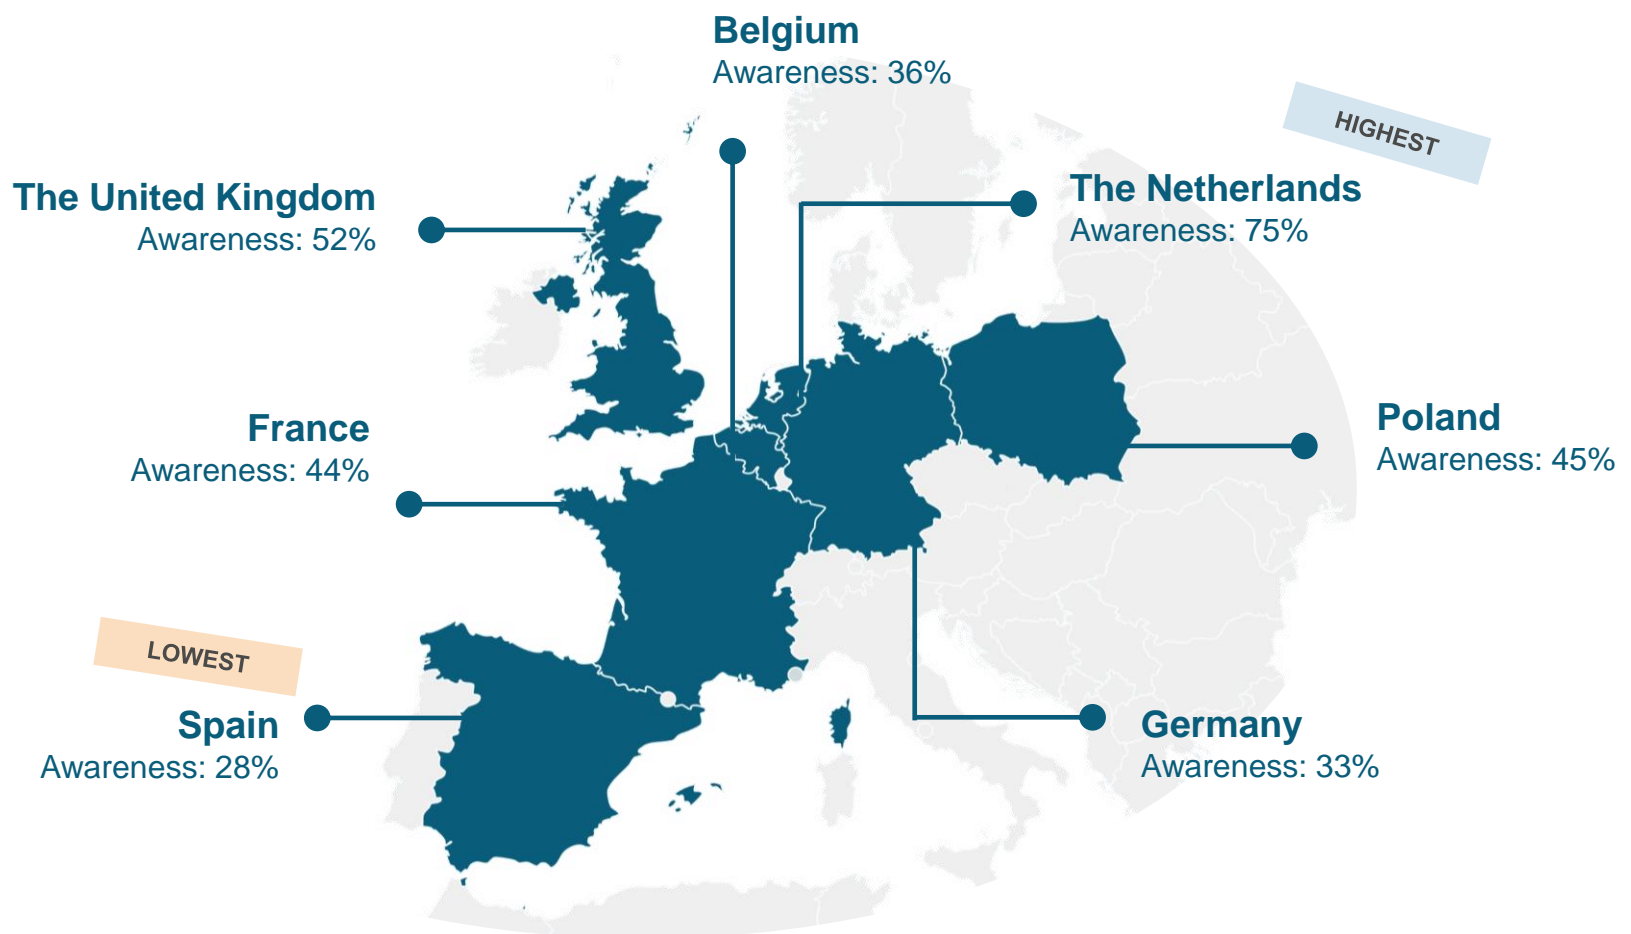 Belgium
Awareness: 36%
HIGHEST
The Netherlands
Awareness: 75%
The United Kingdom
Awareness: 52%
France
Awareness: 44%
Poland
Awareness: 45%
LOWEST
Spain
Awareness: 28%
Germany
Awareness: 33%